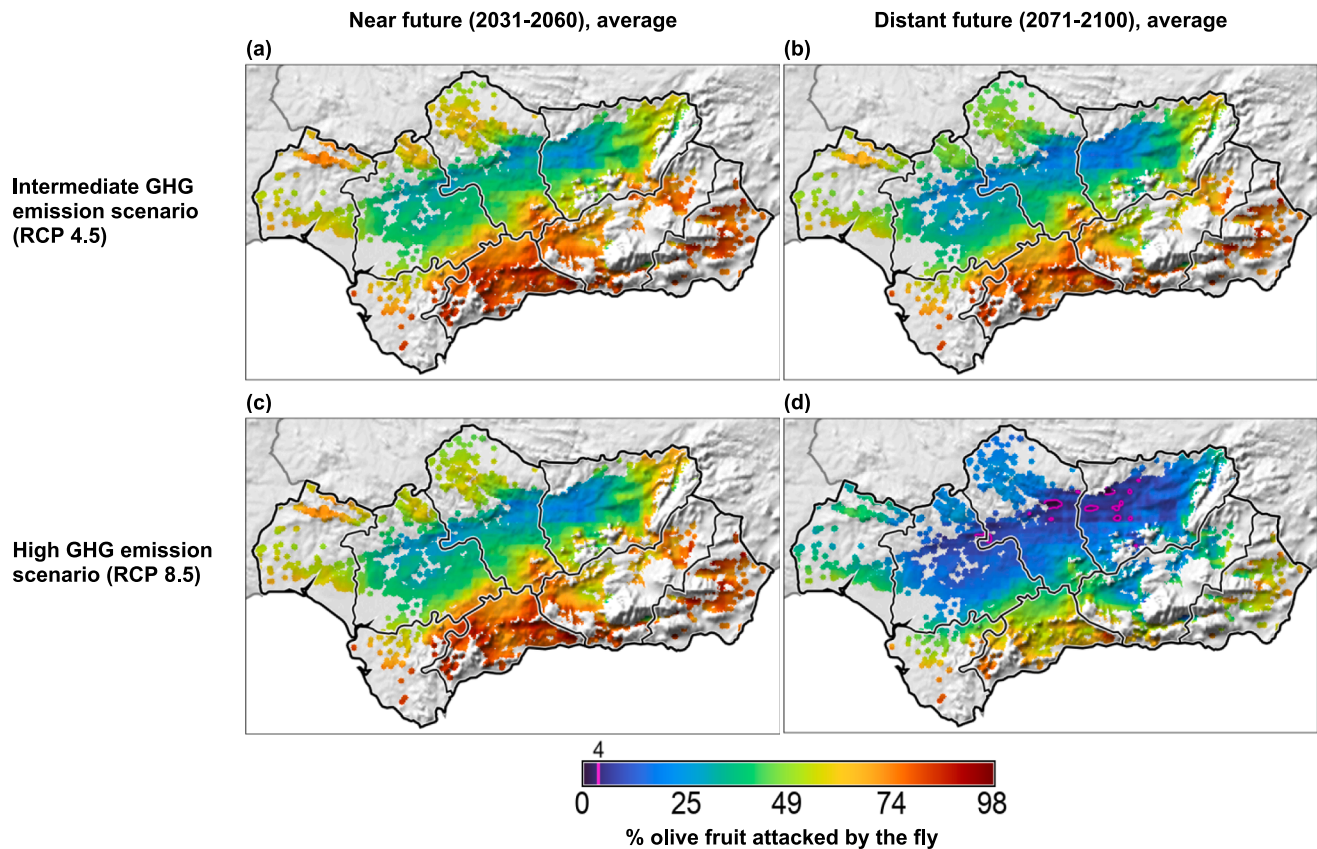 Near future (2031-2060), average
Distant future (2071-2100), average
(a)
(b)
Intermediate GHG
emission scenario
(RCP 4.5)
(c)
(d)
High GHG emission
scenario (RCP 8.5)
4
0 25 49 74 98
% olive fruit attacked by the fly